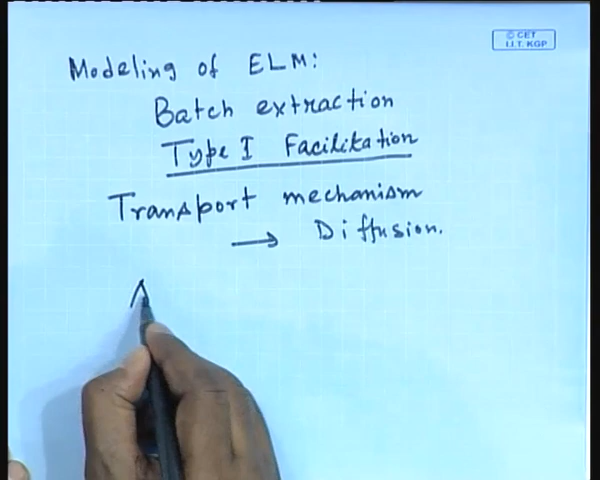 © CET
I.I.T. KGP
Modeling of ELM:
Batch extraction
Type I Facilitation
Transport mechanism
→ Diffusion.